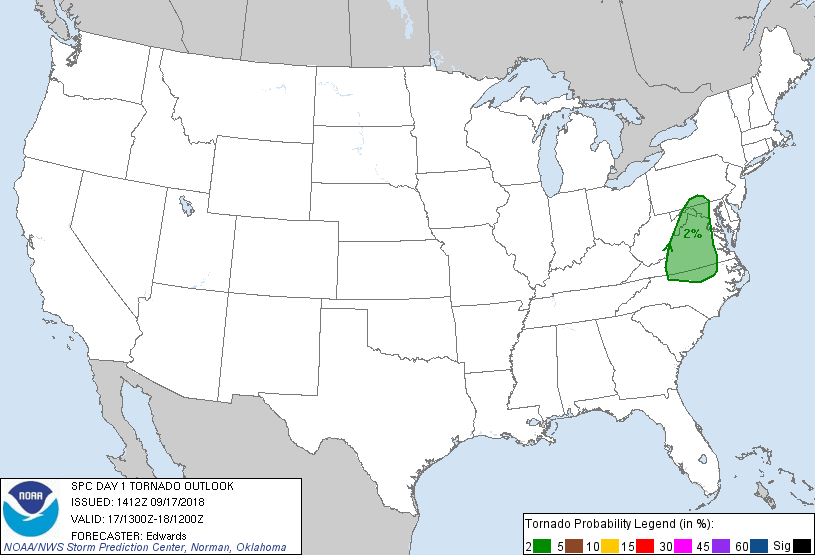 2%
SPC DAY 1 TORNADO OUTLOOK
ISSUED: 1412Z 09/17/2018
VALID: 17/1300Z-18/1200Z
FORECASTER: Edwards
NOAA/NWS Storm Prediction Center, Norman, Oklahoma
NOAA
Tornado Probability Legend (in %):
2 5 10 15 30 45 60 Sig